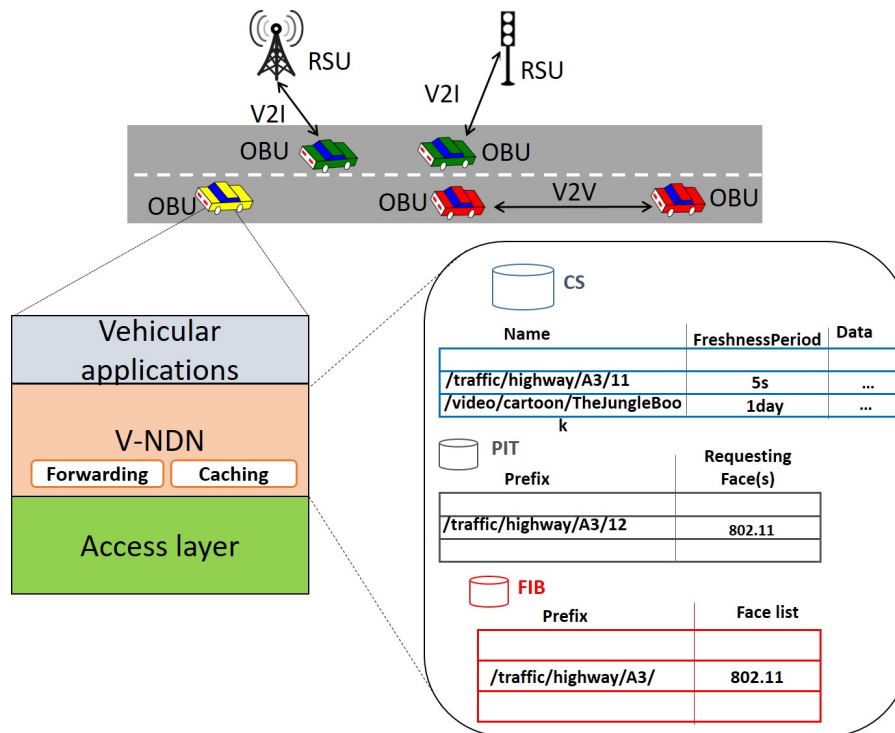 RSU
RSU
V2I
V2I
OBU
OBU
OBU
OBU
V2V
OBU
Vehicular
applications
V-NDN
Forwarding
Caching
Access layer
CS
Name
FreshnessPeriod
Data
/traffic/highway/A3/11
5s
...
/video/cartoon/TheJungleBoo
k
1day
...
PIT
Prefix
Requesting
Face(s)
/traffic/highway/A3/12
802.11
FIB
Prefix
Face list
/traffic/highway/A3/
802.11